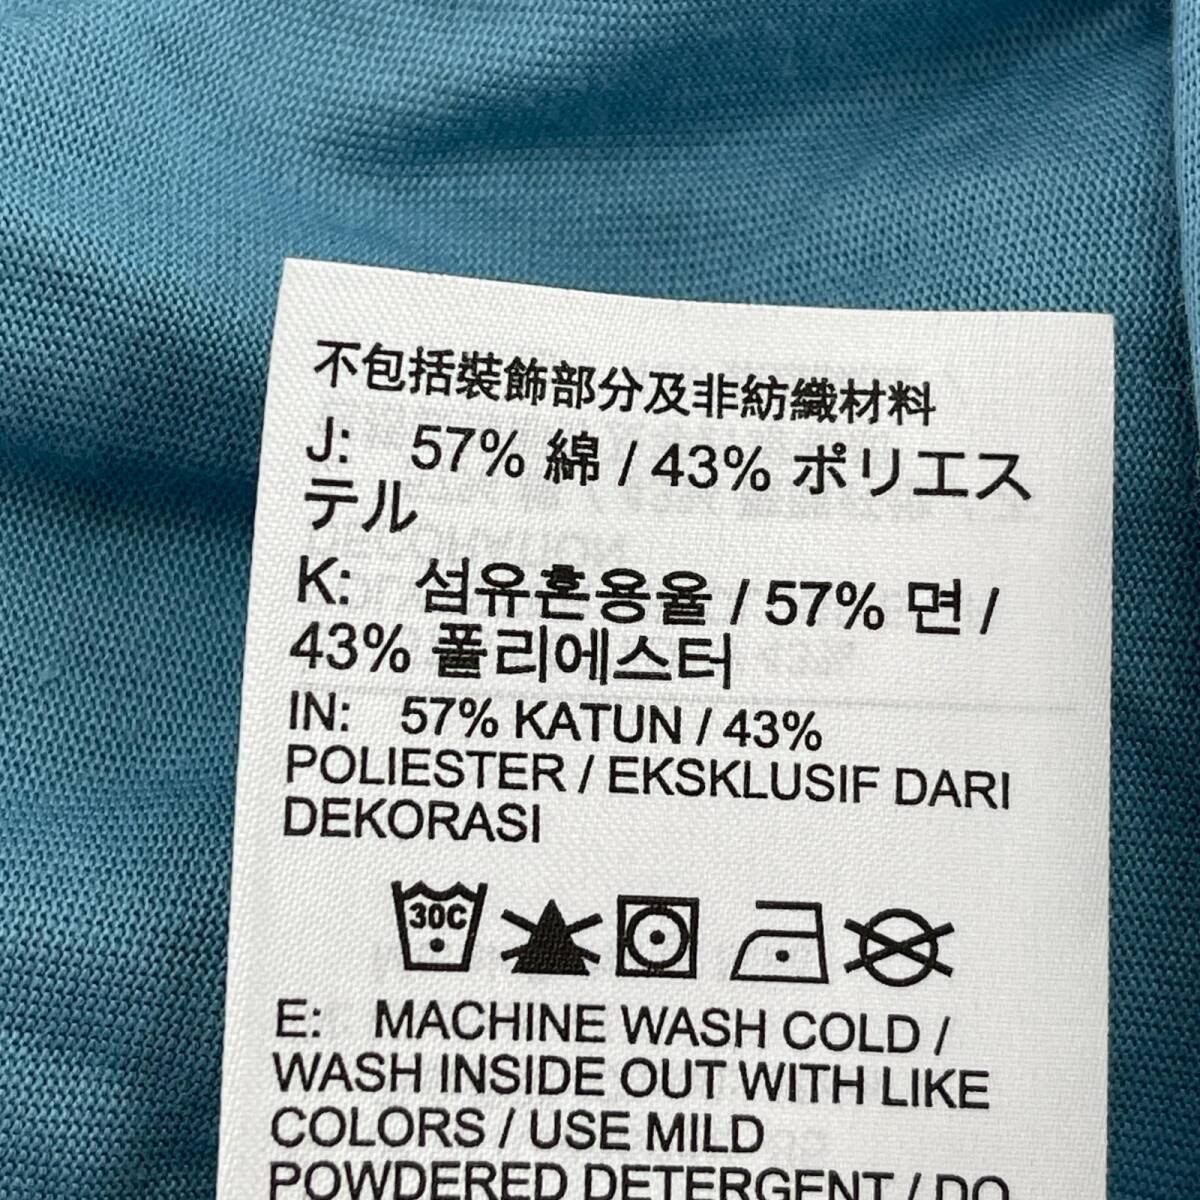 不包括裝飾部分及非紡織材料
J: 57% 綿 / 43% ポリエス
テル
K: 섬유혼용율 / 57% 면 /
43% 폴리에스터
IN: 57% KATUN / 43%
POLIESTER / EKSKLUSIF DARI
DEKORASI
30C
E: MACHINE WASH COLD /
WASH INSIDE OUT WITH LIKE
COLORS / USE MILD
POWDERED DETERGENT / DO